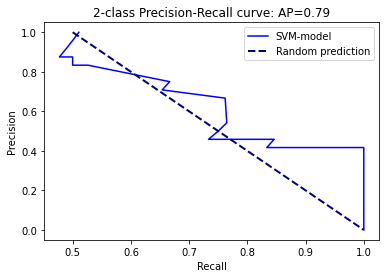 2-class Precision-Recall curve: AP=0.79
SVM-model
Random prediction
Precision
1.0
0.8
0.6
0.4
0.2
0.0
0.5 0.6 0.7 0.8 0.9 1.0
Recall